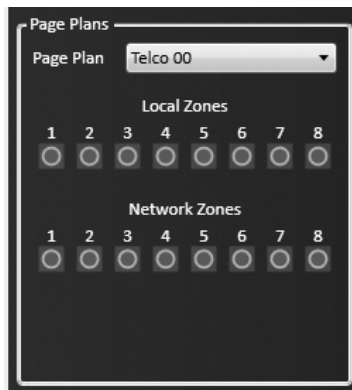 Page Plans
Page Plan Telco 00
Local Zones
1 2 3 4 5 6 7 8
Network Zones
1 2 3 4 5 6 7 8